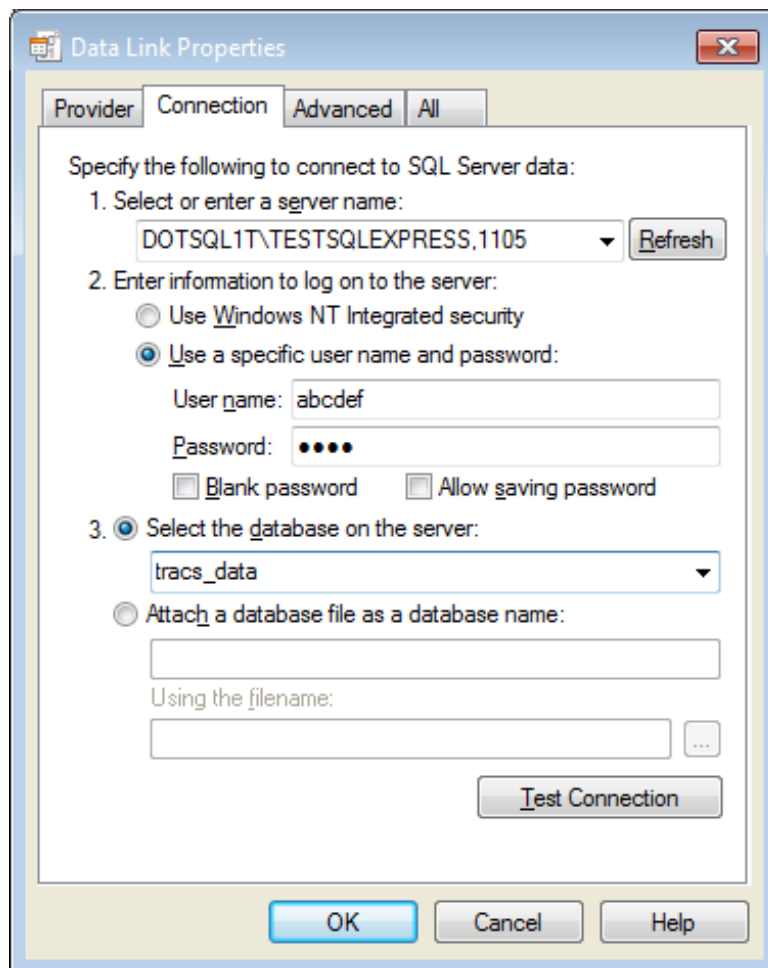 Data Link Properties
Provider Connection Advanced All
Specify the following to connect to SQL Server data:
1. Select or enter a server name:
DOTSQL1T\TESTSQLEXPRESS,1105 Refresh
2. Enter information to log on to the server:
Use Windows NT Integrated security
Use a specific user name and password:
User name: abcdef
Password: ●●●●
Blank password Allow saving password
3. Select the database on the server:
tracs_data
Attach a database file as a database name:
Using the filename:
...
Test Connection
OK Cancel Help